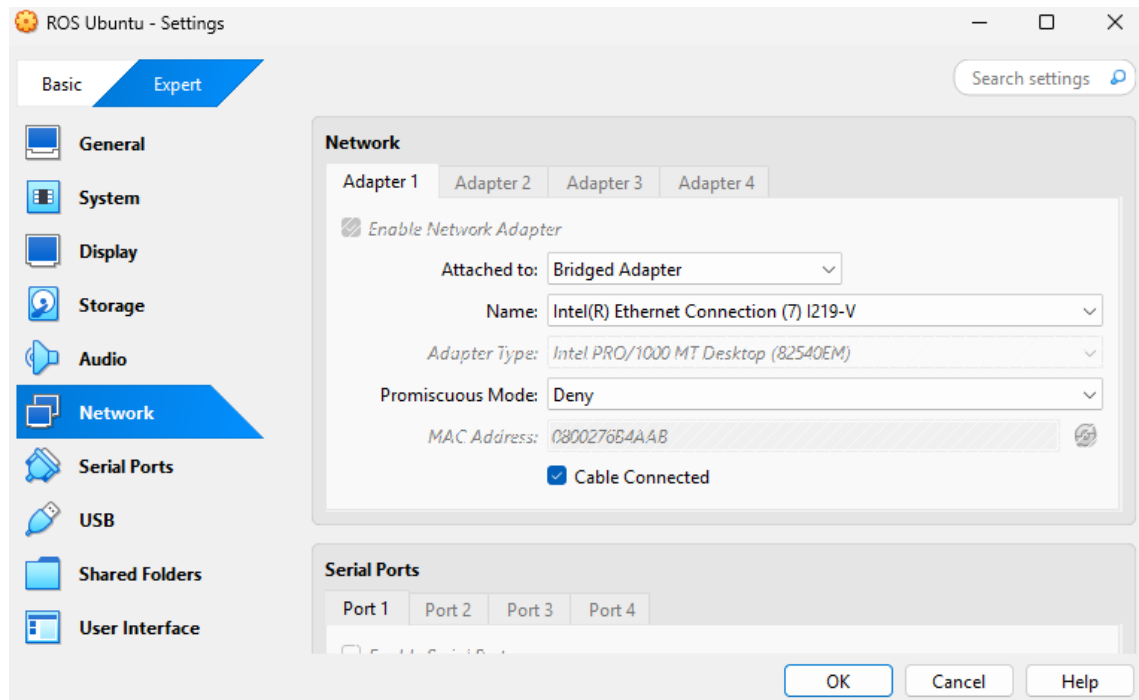 ROS Ubuntu - Settings
Basic Expert Search settings
General
System
Display
Storage
Audio
Network
Serial Ports
USB
Shared Folders
User Interface
Network
Adapter 1 Adapter 2 Adapter 3 Adapter 4
Enable Network Adapter
Attached to: Bridged Adapter
Name: Intel(R) Ethernet Connection (7) I219-V
Adapter Type: Intel PRO/1000 MT Desktop (82540EM)
Promiscuous Mode: Deny
MAC Address: 0800276B4AAB
Cable Connected
Serial Ports
Port 1 Port 2 Port 3 Port 4
OK Cancel Help